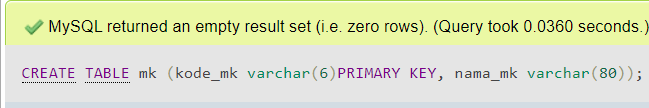 MySQL returned an empty result set (i.e. zero rows). (Query took 0.0360 seconds.)
CREATE TABLE mk (kode_mk varchar(6)PRIMARY KEY, nama_mk varchar(80));